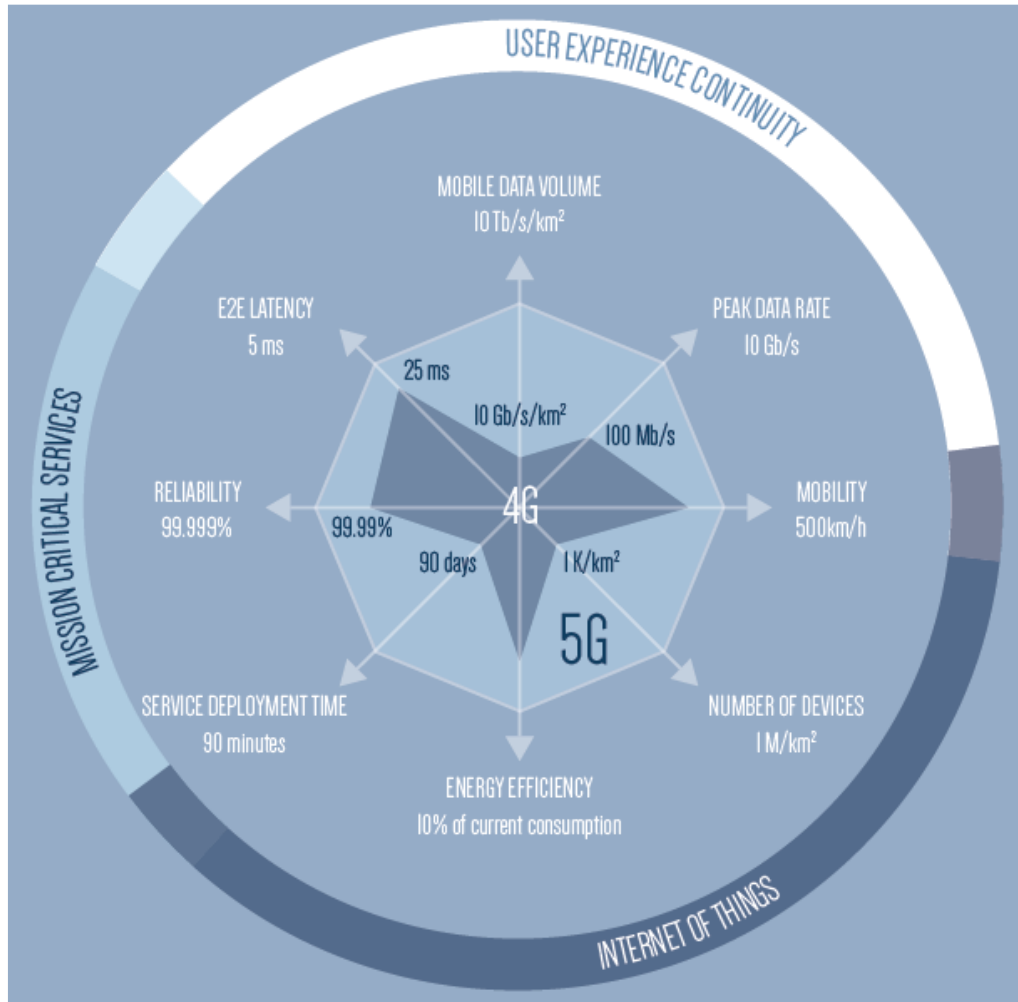 USER EXPERIENCE CONTINUITY
MOBILE DATA VOLUME
10 Tb/s/km²
E2E LATENCY
5 ms
PEAK DATA RATE
10 Gb/s
25 ms
10 Gb/s/km²
100 Mb/s
MISSION CRITICAL SERVICES
RELIABILITY
99.999%
4G
MOBILITY
500km/h
99.99%
90 days
1 K/km²
5G
SERVICE DEPLOYMENT TIME
90 minutes
NUMBER OF DEVICES
1 M/km²
ENERGY EFFICIENCY
10% of current consumption
INTERNET OF THINGS